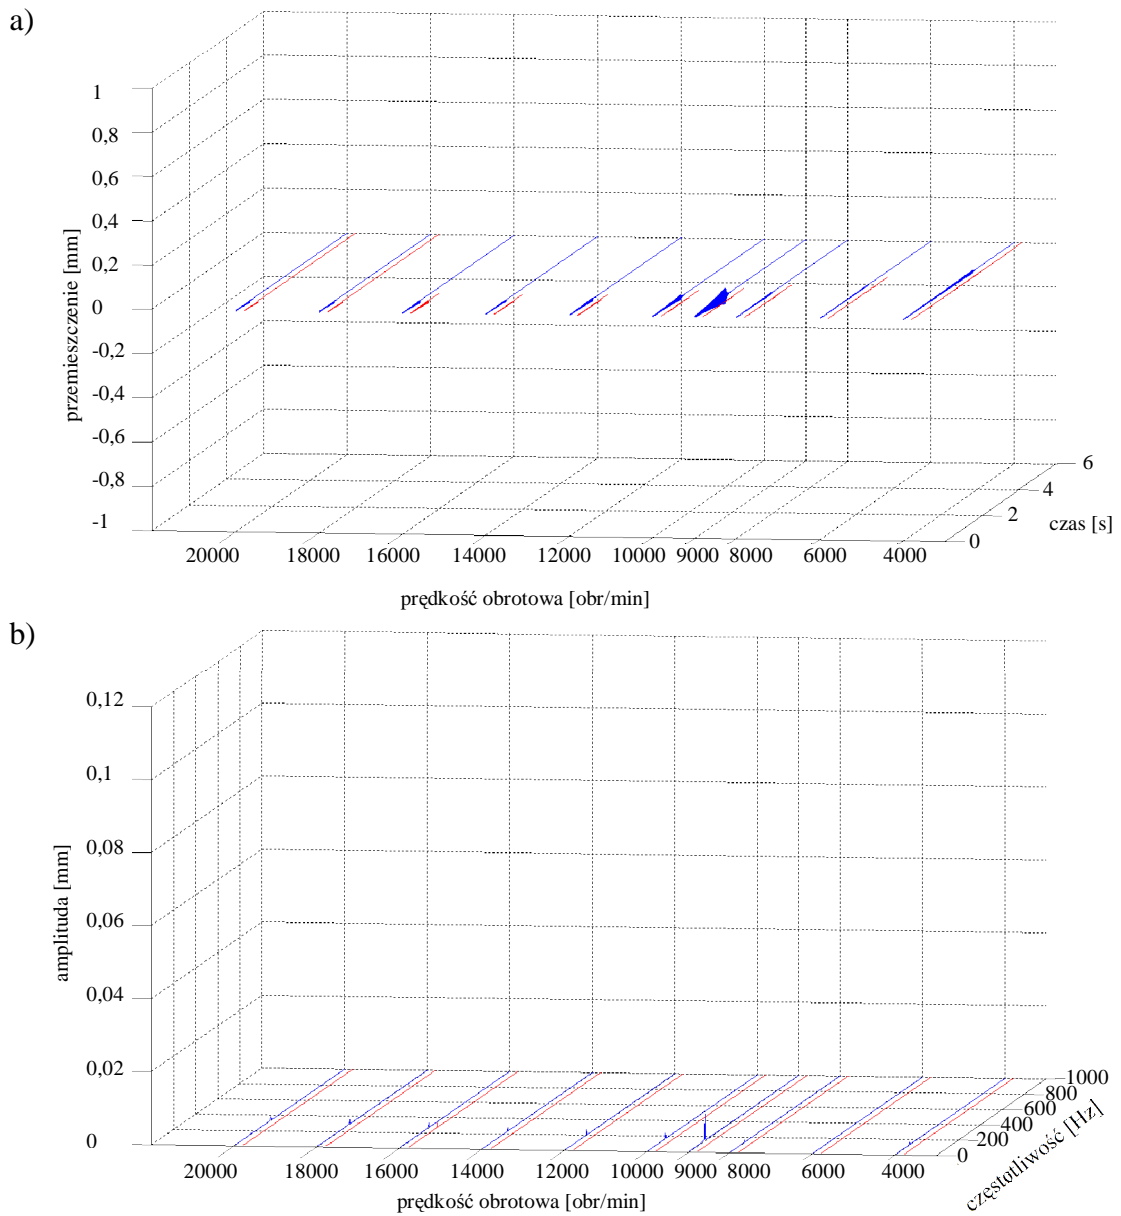 a)
1
0,8
0,6
0,4
0,2
0
-0,2
-0,4
-0,6
-0,8
-1
przemieszczenie [mm]
20000 18000 16000 14000 12000 10000 9000 8000 6000 4000
0 2 4 6
czas [s]
prędkość obrotowa [obr/min]
b)
0,12
0,1
0,08
0,06
0,04
0,02
0
amplituda [mm]
20000 18000 16000 14000 12000 10000 9000 8000 6000 4000
0 200 400 600 800 1000
częstotliwość [Hz]
prędkość obrotowa [obr/min]